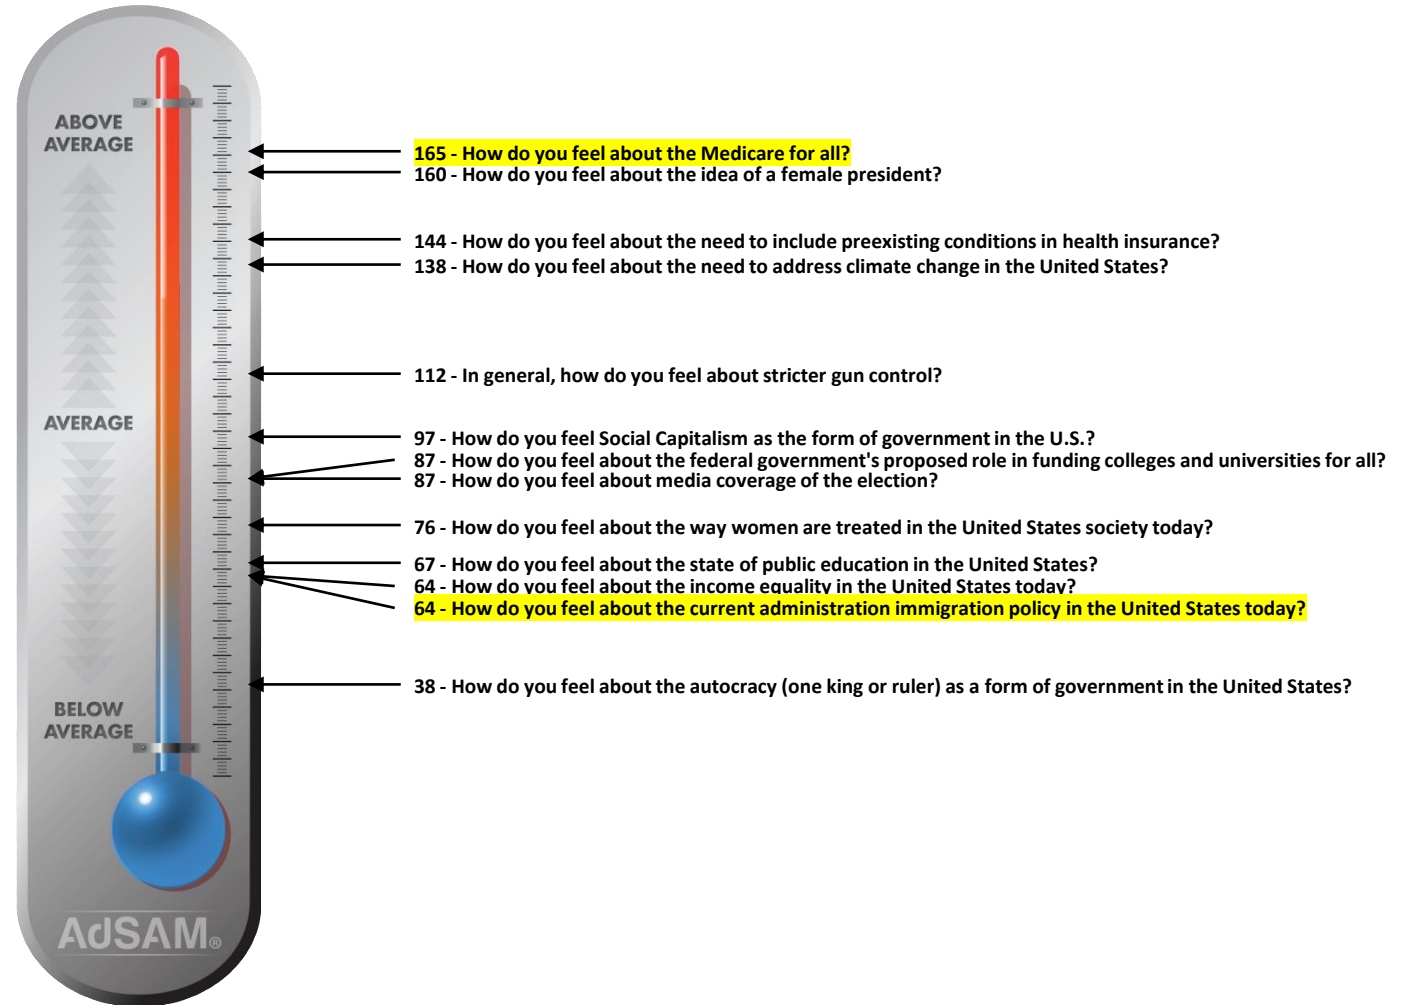 ABOVE
AVERAGE
165 - How do you feel about the Medicare for all?
160 - How do you feel about the idea of a female president?
144 - How do you feel about the need to include preexisting conditions in health insurance?
138 - How do you feel about the need to address climate change in the United States?
112 - In general, how do you feel about stricter gun control?
AVERAGE
97 - How do you feel Social Capitalism as the form of government in the U.S.?
87 - How do you feel about the federal government's proposed role in funding colleges and universities for all?
87 - How do you feel about media coverage of the election?
76 - How do you feel about the way women are treated in the United States society today?
67 - How do you feel about the state of public education in the United States?
64 - How do you feel about the income equality in the United States today?
64 - How do you feel about the current administration immigration policy in the United States today?
38 - How do you feel about the autocracy (one king or ruler) as a form of government in the United States?
BELOW
AVERAGE
AdSAM®